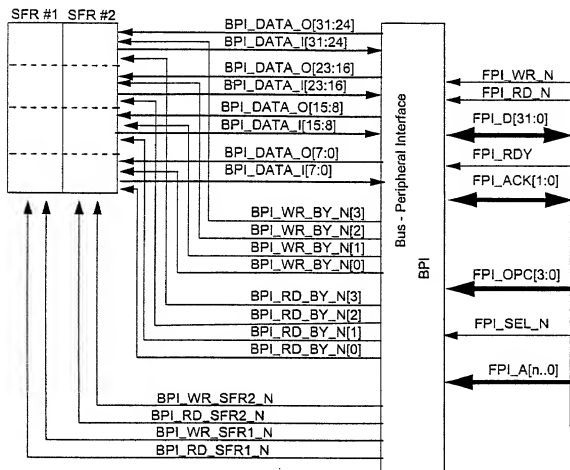 SFR #1 SFR #2
BPI_DATA_O[31:24]
BPI_DATA_I[31:24]
BPI_DATA_O[23:16]
BPI_DATA_I[23:16]
BPI_DATA_O[15:8]
BPI_DATA_I[15:8]
BPI_DATA_O[7:0]
BPI_DATA_I[7:0]
BPI_WR_BY_N[3]
BPI_WR_BY_N[2]
BPI_WR_BY_N[1]
BPI_WR_BY_N[0]
BPI_RD_BY_N[3]
BPI_RD_BY_N[2]
BPI_RD_BY_N[1]
BPI_RD_BY_N[0]
BPI_WR_SFR2_N
BPI_RD_SFR2_N
BPI_WR_SFR1_N
BPI_RD_SFR1_N
Bus - Peripheral Interface
BPI
FPI_WR_N
FPI_RD_N
FPI_D[31:0]
FPI_RDY
FPI_ACK[1:0]
FPI_OPC[3:0]
FPI_SEL_N
FPI_A[n..0]